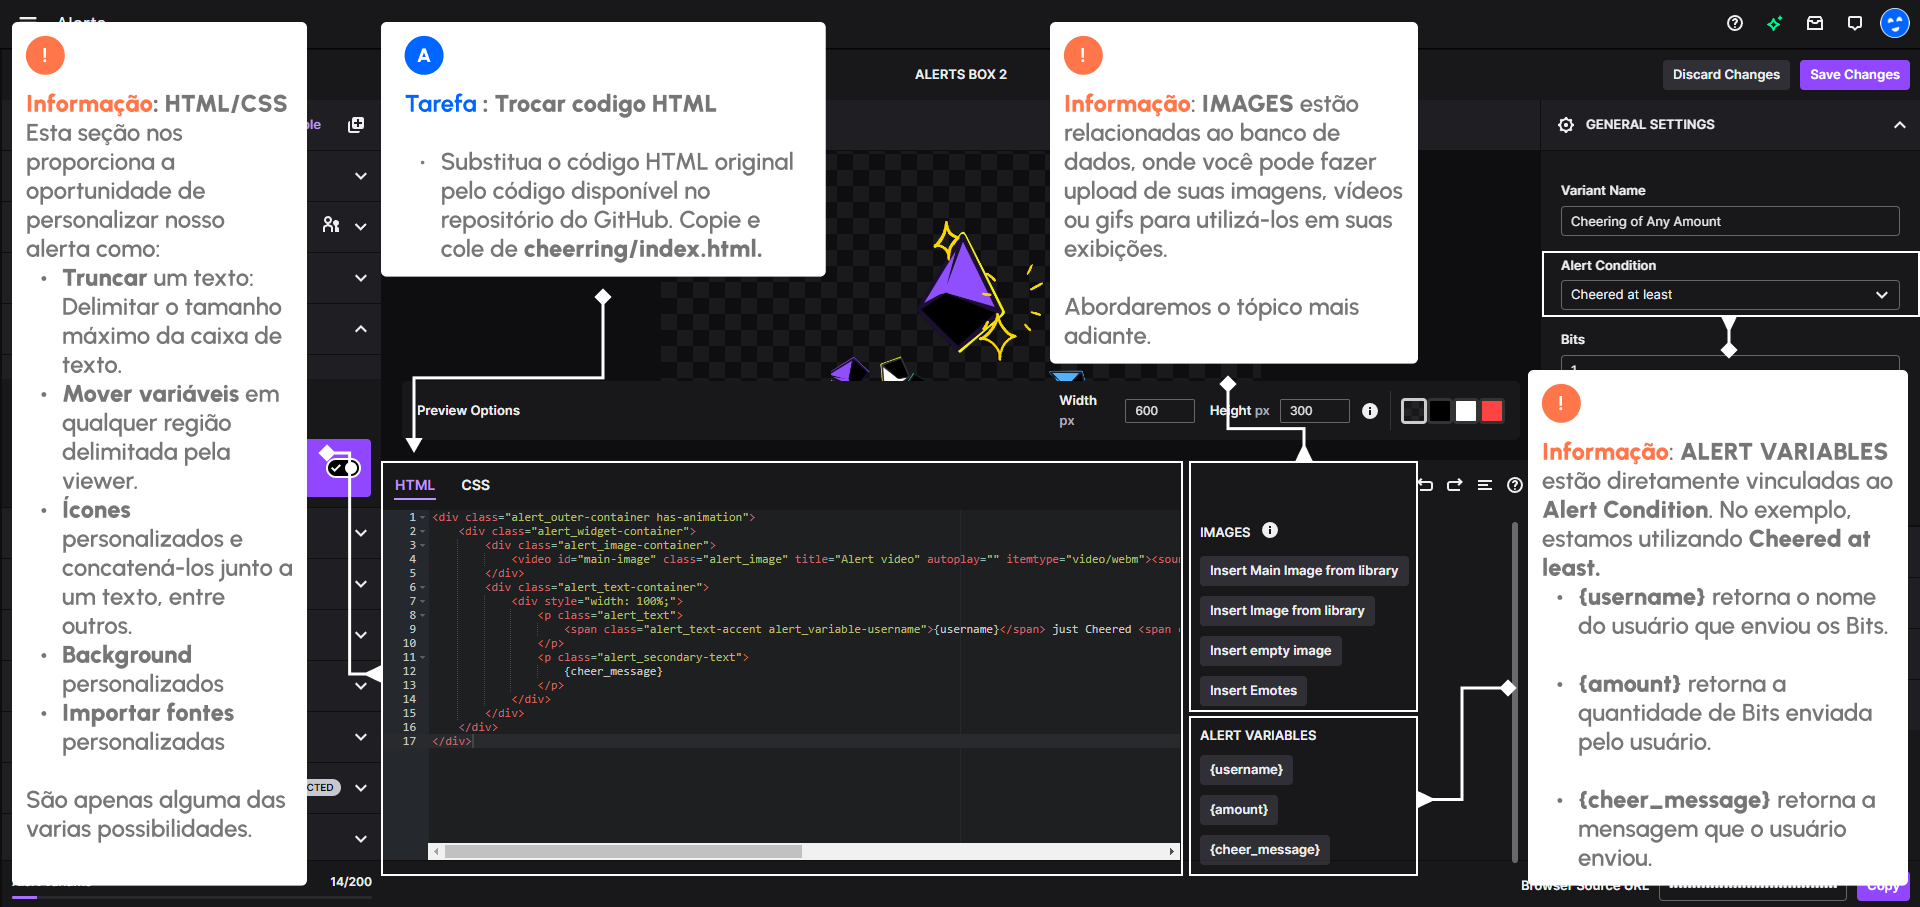 ALERTS BOX 2
Discard Changes
Save Changes
!
Informação: HTML/CSS
Esta seção nos
proporciona a
oportunidade de
personalizar nosso
alerta como:
• Truncar um texto:
Delimitar o tamanho
máximo da caixa de
texto.
• Mover variáveis em
qualquer região
delimitada pela
viewer.
• Ícones
personalizados e
concatená-los junto a
um texto, entre
outros.
• Background
personalizados
• Importar fontes
personalizadas
São apenas alguma das
varias possibilidades.
14/200
A
Tarefa : Trocar codigo HTML
• Substitua o código HTML original
pelo código disponível no
repositório do GitHub. Copie e
cole de cheerring/index.html.
!
Informação: IMAGES estão
relacionadas ao banco de
dados, onde você pode fazer
upload de suas imagens, vídeos
ou gifs para utilizá-los em suas
exibições.
Abordaremos o tópico mais
adiante.
GENERAL SETTINGS
Variant Name
Cheering of Any Amount
Alert Condition
Cheered at least
Bits
Preview Options
Width
px
600
Height px
300
HTML
CSS
1 <div class="alert_outer-container has-animation">
2 <div class="alert_widget-container">
3 <div class="alert_image-container">
4 <video id="main-image" class="alert_image" title="Alert video" autoplay="" itemtype="video/webm"><sou
5 </div>
6 <div class="alert_text-container">
7 <div style="width: 100%;">
8 <p class="alert_text">
9 <span class="alert_text-accent alert_variable-username">{username}</span> just Cheered <span
10 </p>
11 <p class="alert_secondary-text">
12 {cheer_message}
13 </p>
14 </div>
15 </div>
16 </div>
17 </div>
IMAGES
Insert Main Image from library
Insert Image from library
Insert empty image
Insert Emotes
ALERT VARIABLES
{username}
{amount}
{cheer_message}
!
Informação: ALERT VARIABLES
estão diretamente vinculadas ao
Alert Condition. No exemplo,
estamos utilizando Cheered at
least.
• {username} retorna o nome
do usuário que enviou os Bits.
• {amount} retorna a
quantidade de Bits enviada
pelo usuário.
• {cheer_message} retorna a
mensagem que o usuário
enviou.
Browser Source URL
Copy